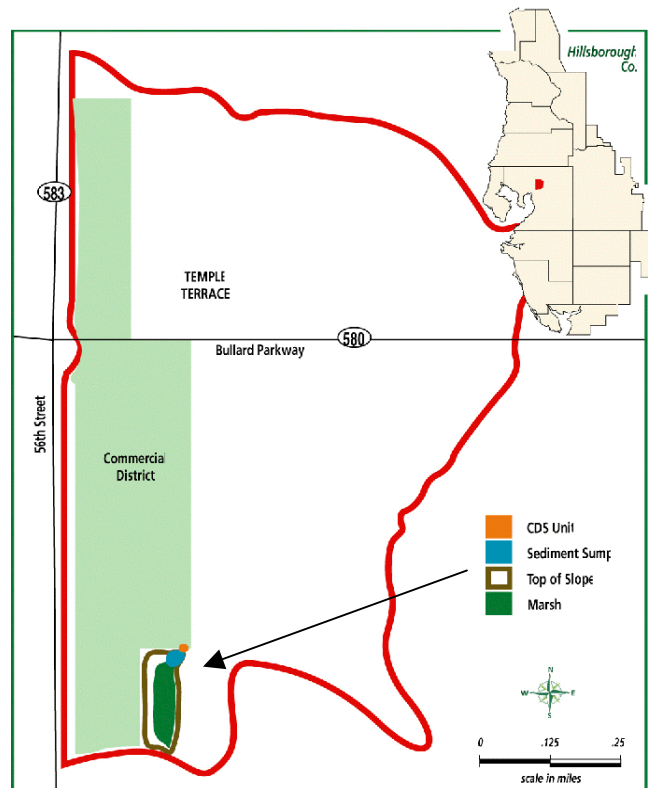 Hillsborough
Co.
583
TEMPLE
TERRACE
580
Bullard Parkway
56th Street
Commercial
District
CDS Unit
Sediment Sump
Top of Slope
Marsh
N
W E
S
0 .125 .25
scale in miles